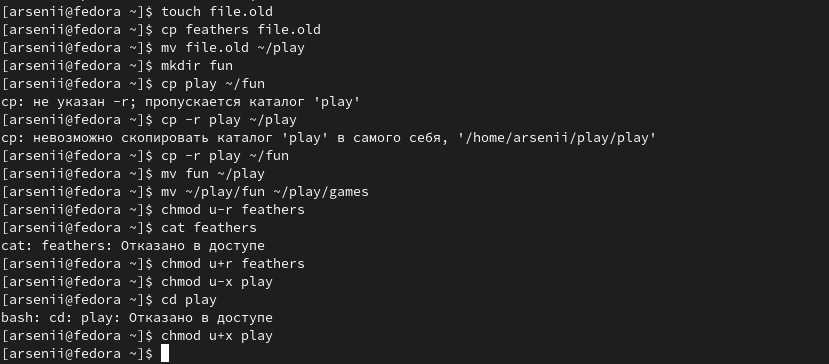 [arsenii@fedora ~]$ touch file.old
[arsenii@fedora ~]$ cp feathers file.old
[arsenii@fedora ~]$ mv file.old ~/play
[arsenii@fedora ~]$ mkdir fun
[arsenii@fedora ~]$ cp play ~/fun
cp: не указан -r; пропускается каталог 'play'
[arsenii@fedora ~]$ cp -r play ~/play
cp: невозможно скопировать каталог 'play' в самого себя, '/home/arsenii/play/play'
[arsenii@fedora ~]$ cp -r play ~/fun
[arsenii@fedora ~]$ mv fun ~/play
[arsenii@fedora ~]$ mv ~/play/fun ~/play/games
[arsenii@fedora ~]$ chmod u-r feathers
[arsenii@fedora ~]$ cat feathers
cat: feathers: Отказано в доступе
[arsenii@fedora ~]$ chmod u+r feathers
[arsenii@fedora ~]$ chmod u-x play
[arsenii@fedora ~]$ cd play
bash: cd: play: Отказано в доступе
[arsenii@fedora ~]$ chmod u+x play
[arsenii@fedora ~]$